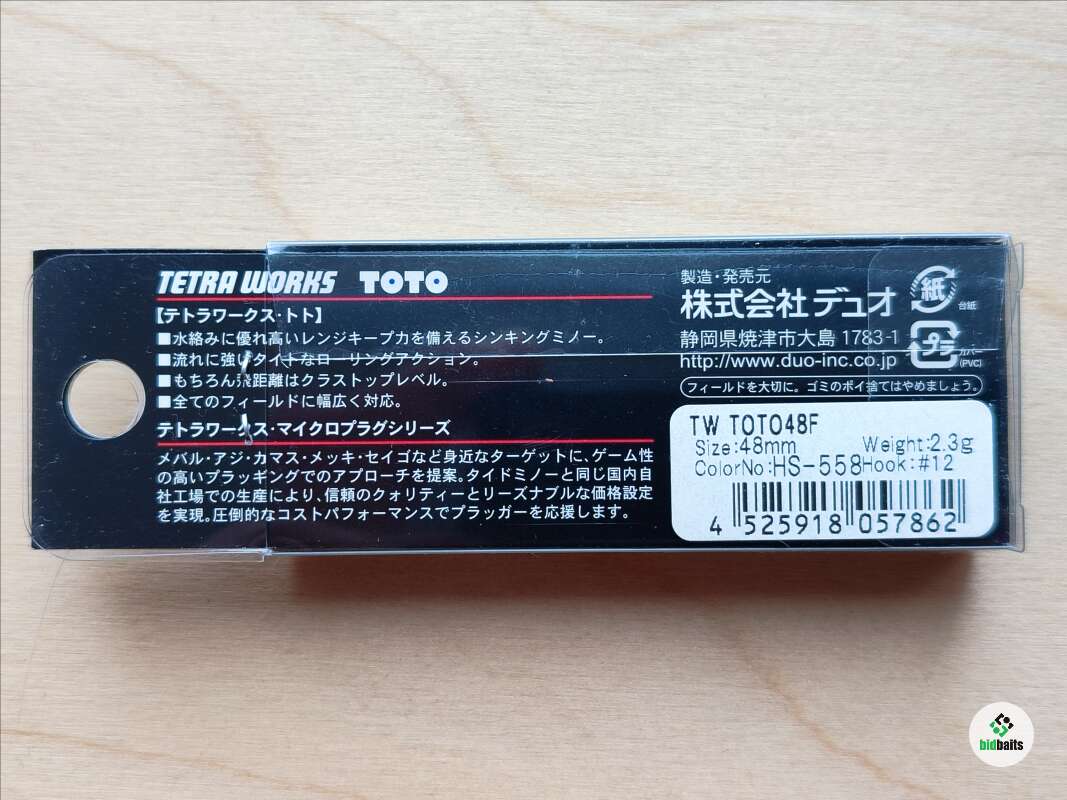 TETRA WORKS TOTO
【テトラワークス・トト】
■水絡みに優れ高いレンジキープ力を備えるシンキングミノー。
■流れに強いタイトなローリングアクション。
■もちろん飛距離はクラストップレベル。
■全てのフィールドに幅広く対応。
テトラワークス・マイクロプラグシリーズ
メバル・アジ・カマス・メッキ・セイゴなど身近なターゲットに、ゲーム性
の高いプラッギングでのアプローチを提案。タイドミノーと同じ国内自
社工場での生産により、信頼のクォリティーとリーズナブルな価格設定
を実現。圧倒的なコストパフォーマンスでプラッガーを応援します。
製造・発売元
株式会社デュオ
静岡県焼津市大島 1783-1
http://www.duo-inc.co.jp
紙
台紙
プラ
カバー
(PVC)
フィールドを大切に。ゴミのポイ捨てはやめましょう。
TW TOTO48F
Size:48mm Weight:2.3g
ColorNo:HS-558 Hook:#12
4 525918 057862
bidbaits